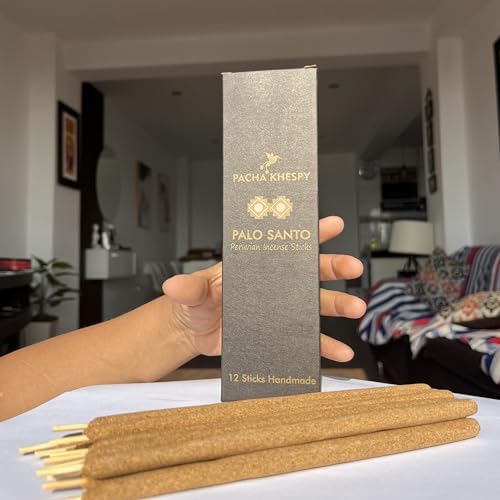 PACHA KHESPY
PALO SANTO
Peruvian Incense Sticks
12 Sticks Handmade